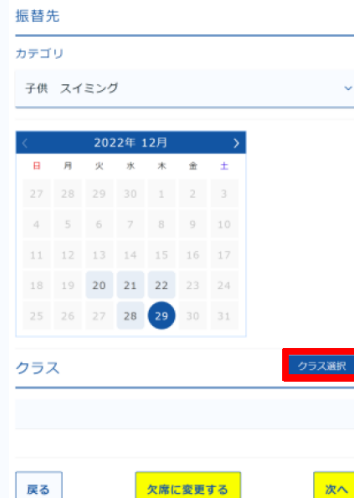 振替先
カテゴリ
子供 スイミング
2022年 12月
日 月 火 水 木 金 土
27 28 29 30 1 2 3
4 5 6 7 8 9 10
11 12 13 14 15 16 17
18 19 20 21 22 23 24
25 26 27 28 29 30 31
クラス
クラス選択
戻る 欠席に変更する 次へ